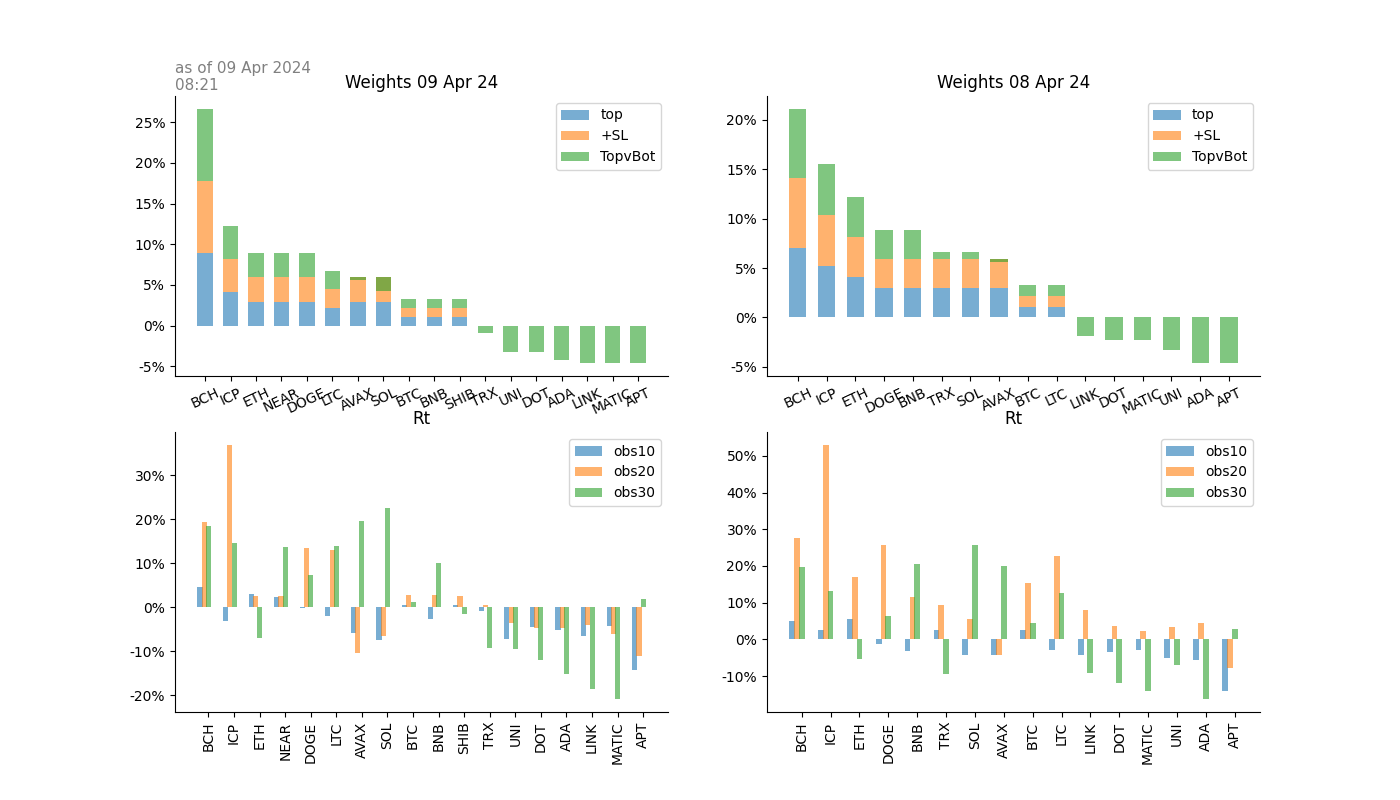 as of 09 Apr 2024
08:21
Weights 09 Apr 24
25%
20%
15%
10%
5%
0%
-5%
top
+SL
TopvBot
BCH ICP ETH NEAR DOGE LTC AVAX SOL BTC BNB SHIB TRX UNI DOT ADA LINK MATIC APT
Weights 08 Apr 24
20%
15%
10%
5%
0%
-5%
top
+SL
TopvBot
BCH ICP ETH DOGE BNB TRX SOL AVAX BTC LTC LINK DOT MATIC UNI ADA APT
Rt
30%
20%
10%
0%
-10%
-20%
obs10
obs20
obs30
BCH ICP ETH NEAR DOGE LTC AVAX SOL BTC BNB SHIB TRX UNI DOT ADA LINK MATIC APT
Rt
50%
40%
30%
20%
10%
0%
-10%
obs10
obs20
obs30
BCH ICP ETH DOGE BNB TRX SOL AVAX BTC LTC LINK DOT MATIC UNI ADA APT